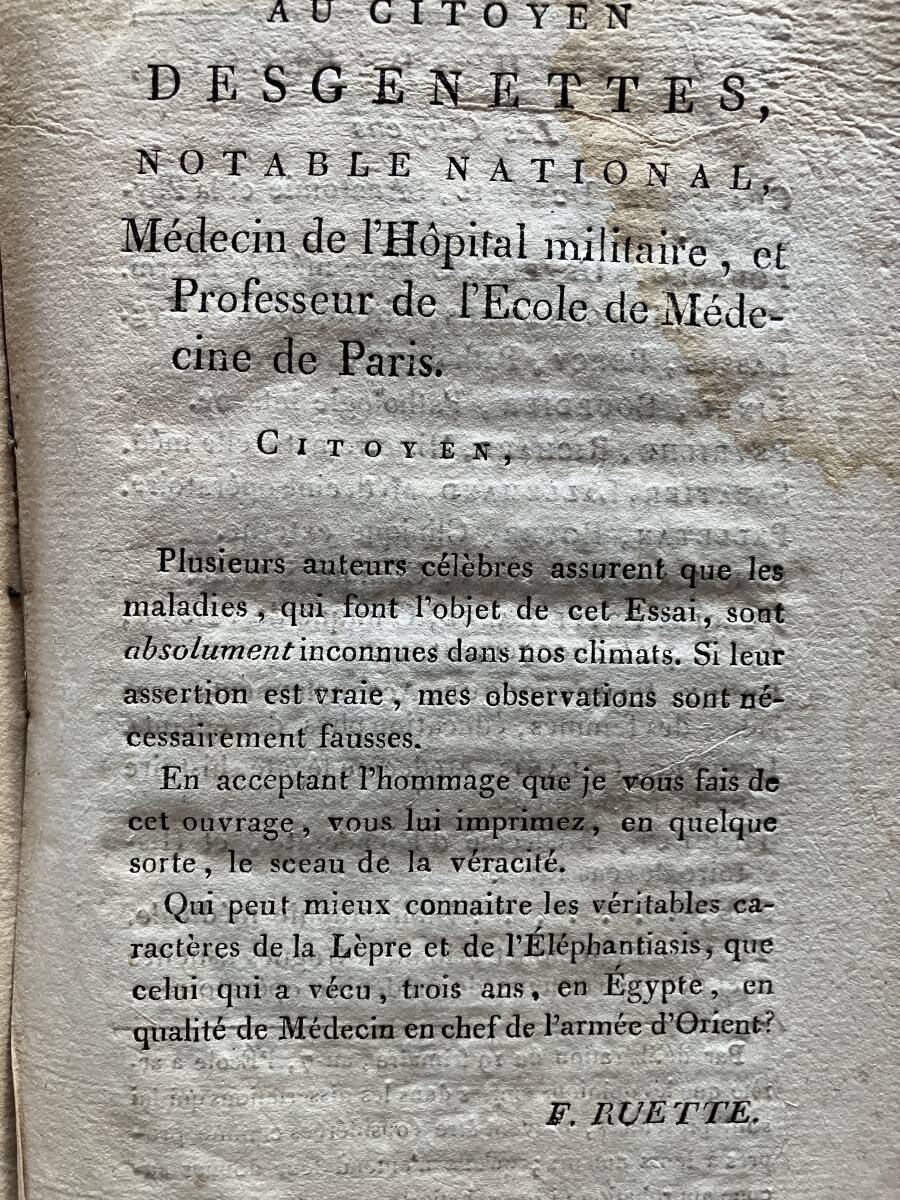 AU CITOYEN
DESGENETTES,
NOTABLE NATIONAL,
Médecin de l'Hôpital militaire, et
Professeur de l'Ecole de Méde-
cine de Paris.
CITOYEN,
Plusieurs auteurs célèbres assurent que les
maladies, qui font l'objet de cet Essai, sont
absolument inconnues dans nos climats. Si leur
assertion est vraie, mes observations sont né-
cessairement fausses.
En acceptant l'hommage que je vous fais de
cet ouvrage, vous lui imprimez, en quelque
sorte, le sceau de la véracité.
Qui peut mieux connaitre les véritables ca-
ractères de la Lèpre et de l'Éléphantiasis, que
celui qui a vécu, trois ans, en Égypte, en
qualité de Médecin en chef de l'armée d'Orient?
F. RUETTE.